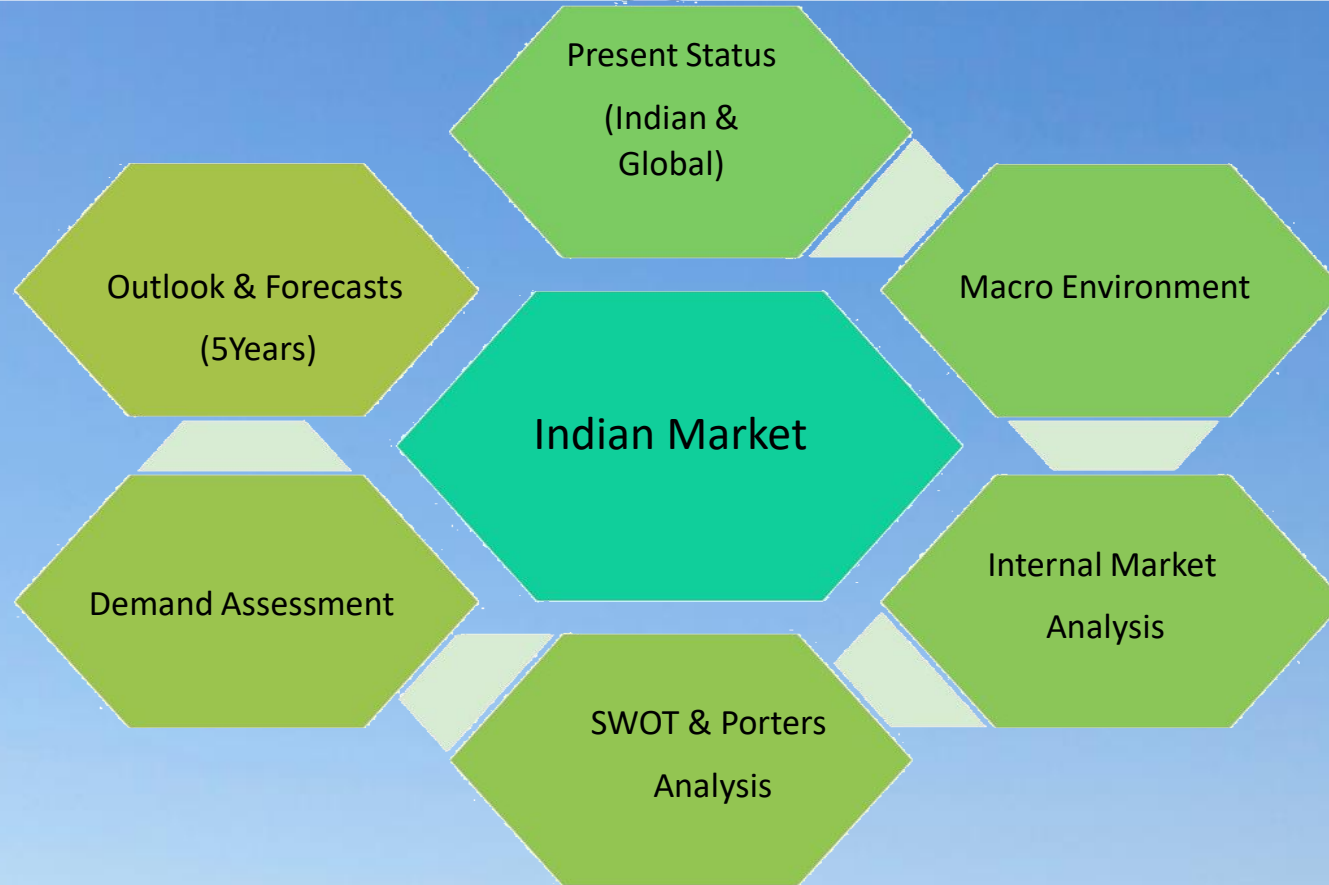 Present Status
(Indian &
Global)
Outlook & Forecasts
(5Years)
Macro Environment
Indian Market
Internal Market
Analysis
Demand Assessment
SWOT & Porters
Analysis